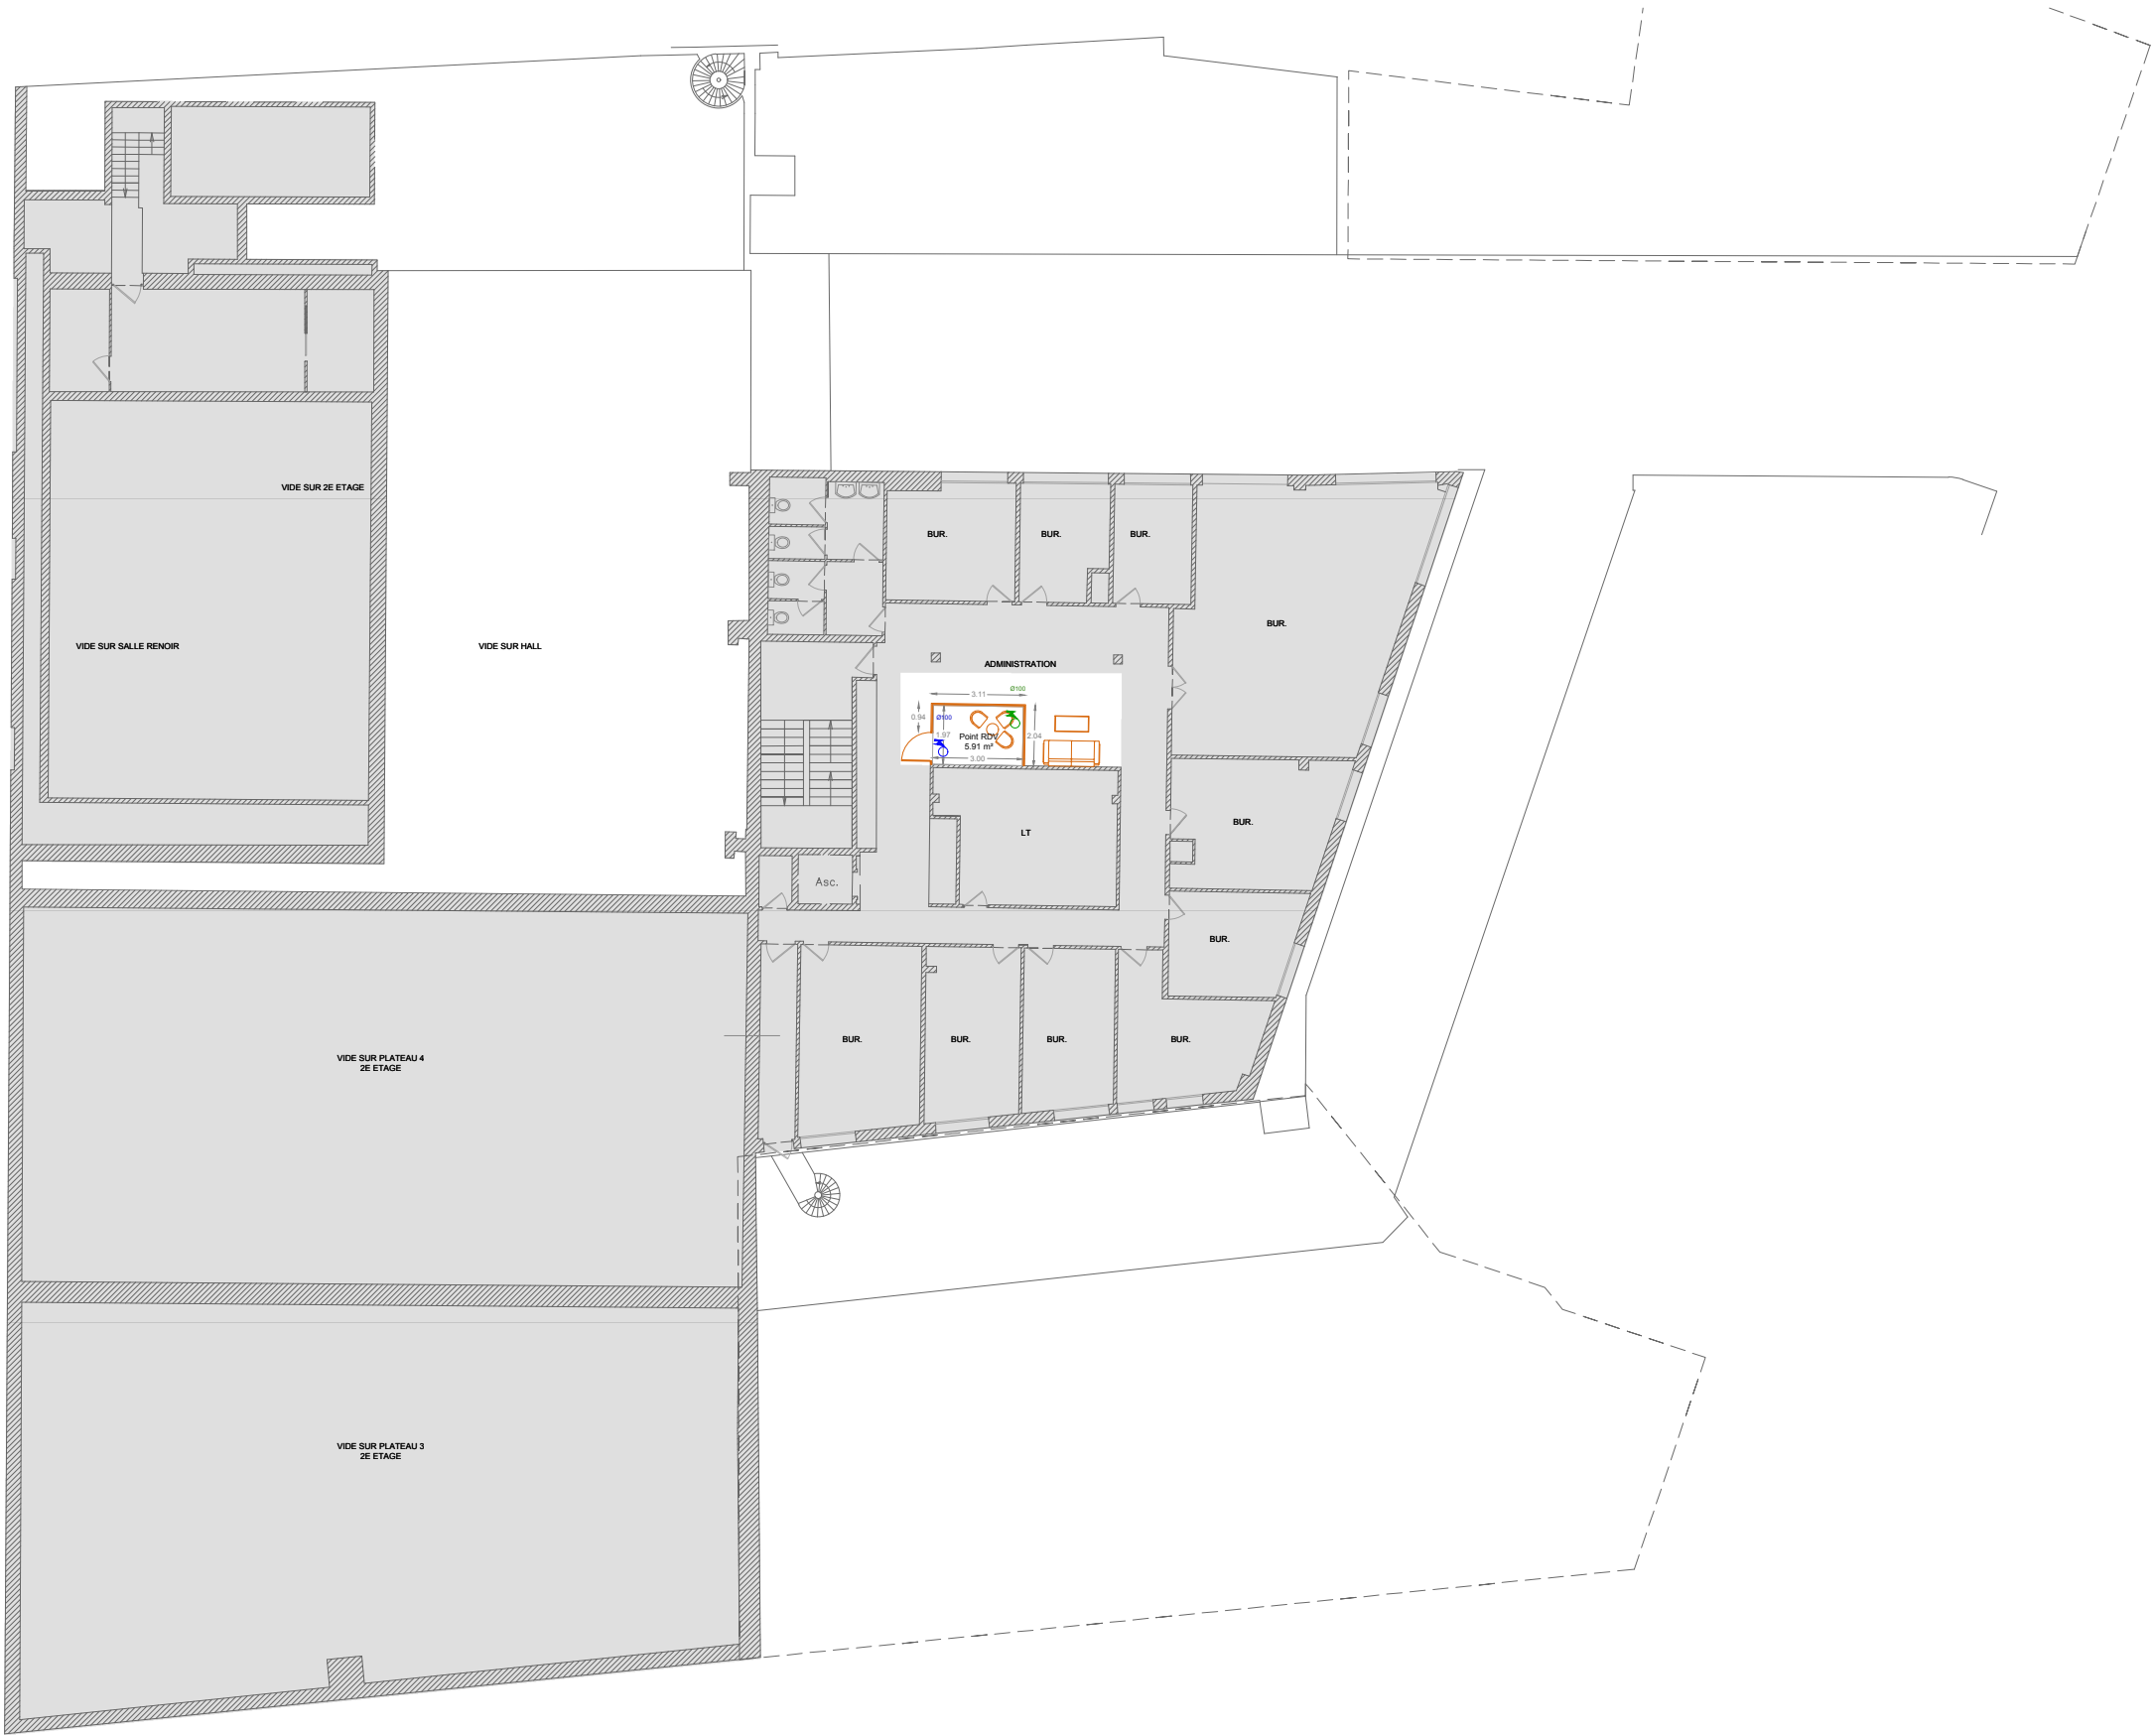 VIDE SUR 2E ETAGE
BUR.
BUR.
BUR.
BUR.
VIDE SUR SALLE RENOIR
VIDE SUR HALL
ADMINISTRATION
Ø100
3.11
0.94
Ø100
1.97
Point RDV
5.91 m²
2.04
3.00
BUR.
LT
Asc.
BUR.
BUR.
BUR.
BUR.
BUR.
VIDE SUR PLATEAU 4
2E ETAGE
VIDE SUR PLATEAU 3
2E ETAGE